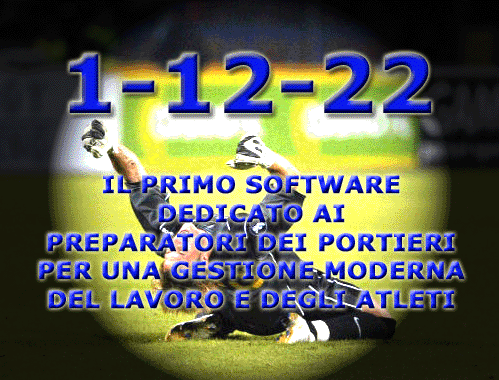 1-12-22
IL PRIMO SOFTWARE
DEDICATO AI
PREPARATORI DEI PORTIERI
PER UNA GESTIONE MODERNA
DEL LAVORO E DEGLI ATLETI